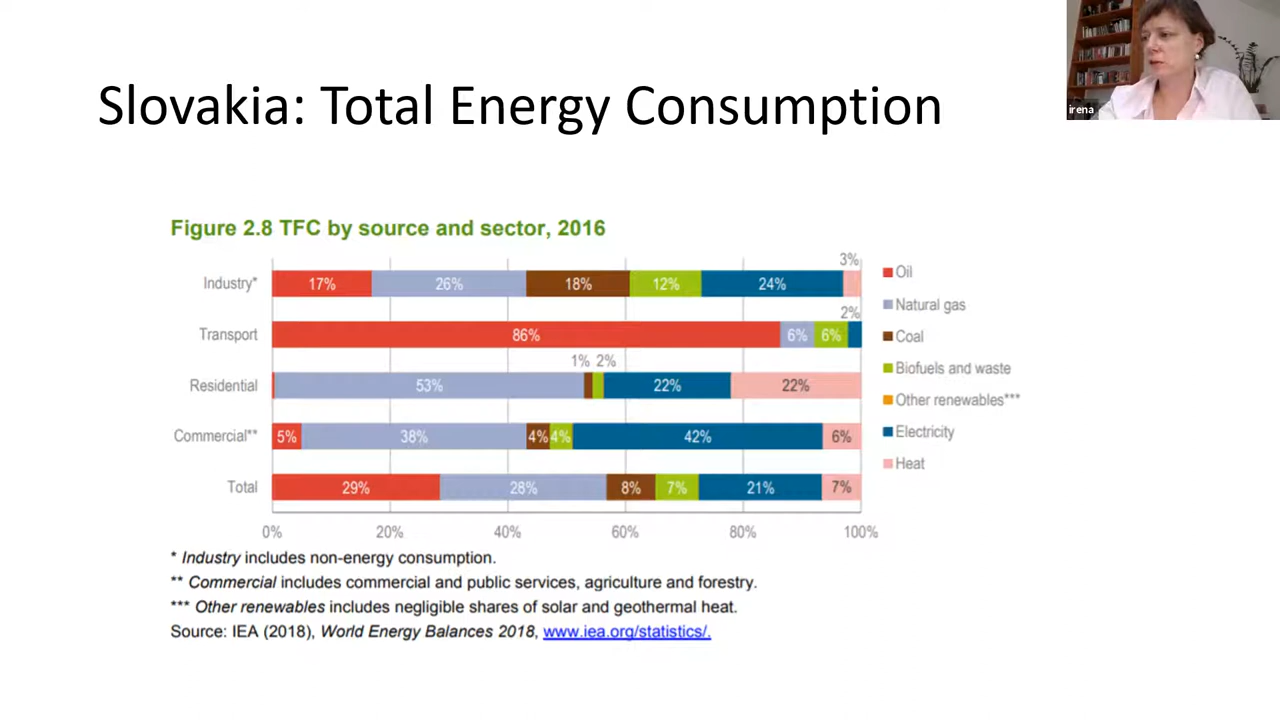 Slovakia: Total Energy Consumption
irena
Figure 2.8 TFC by source and sector, 2016
3%
Industry* 17% 26% 18% 12% 24%
2%
Transport 86% 6% 6%
1% 2%
Residential 53% 22% 22%
Commercial** 5% 38% 4% 4% 42% 6%
Total 29% 28% 8% 7% 21% 7%
0% 20% 40% 60% 80% 100%
Oil
Natural gas
Coal
Biofuels and waste
Other renewables***
Electricity
Heat
* Industry includes non-energy consumption.
** Commercial includes commercial and public services, agriculture and forestry.
*** Other renewables includes negligible shares of solar and geothermal heat.
Source: IEA (2018), World Energy Balances 2018, www.iea.org/statistics/.